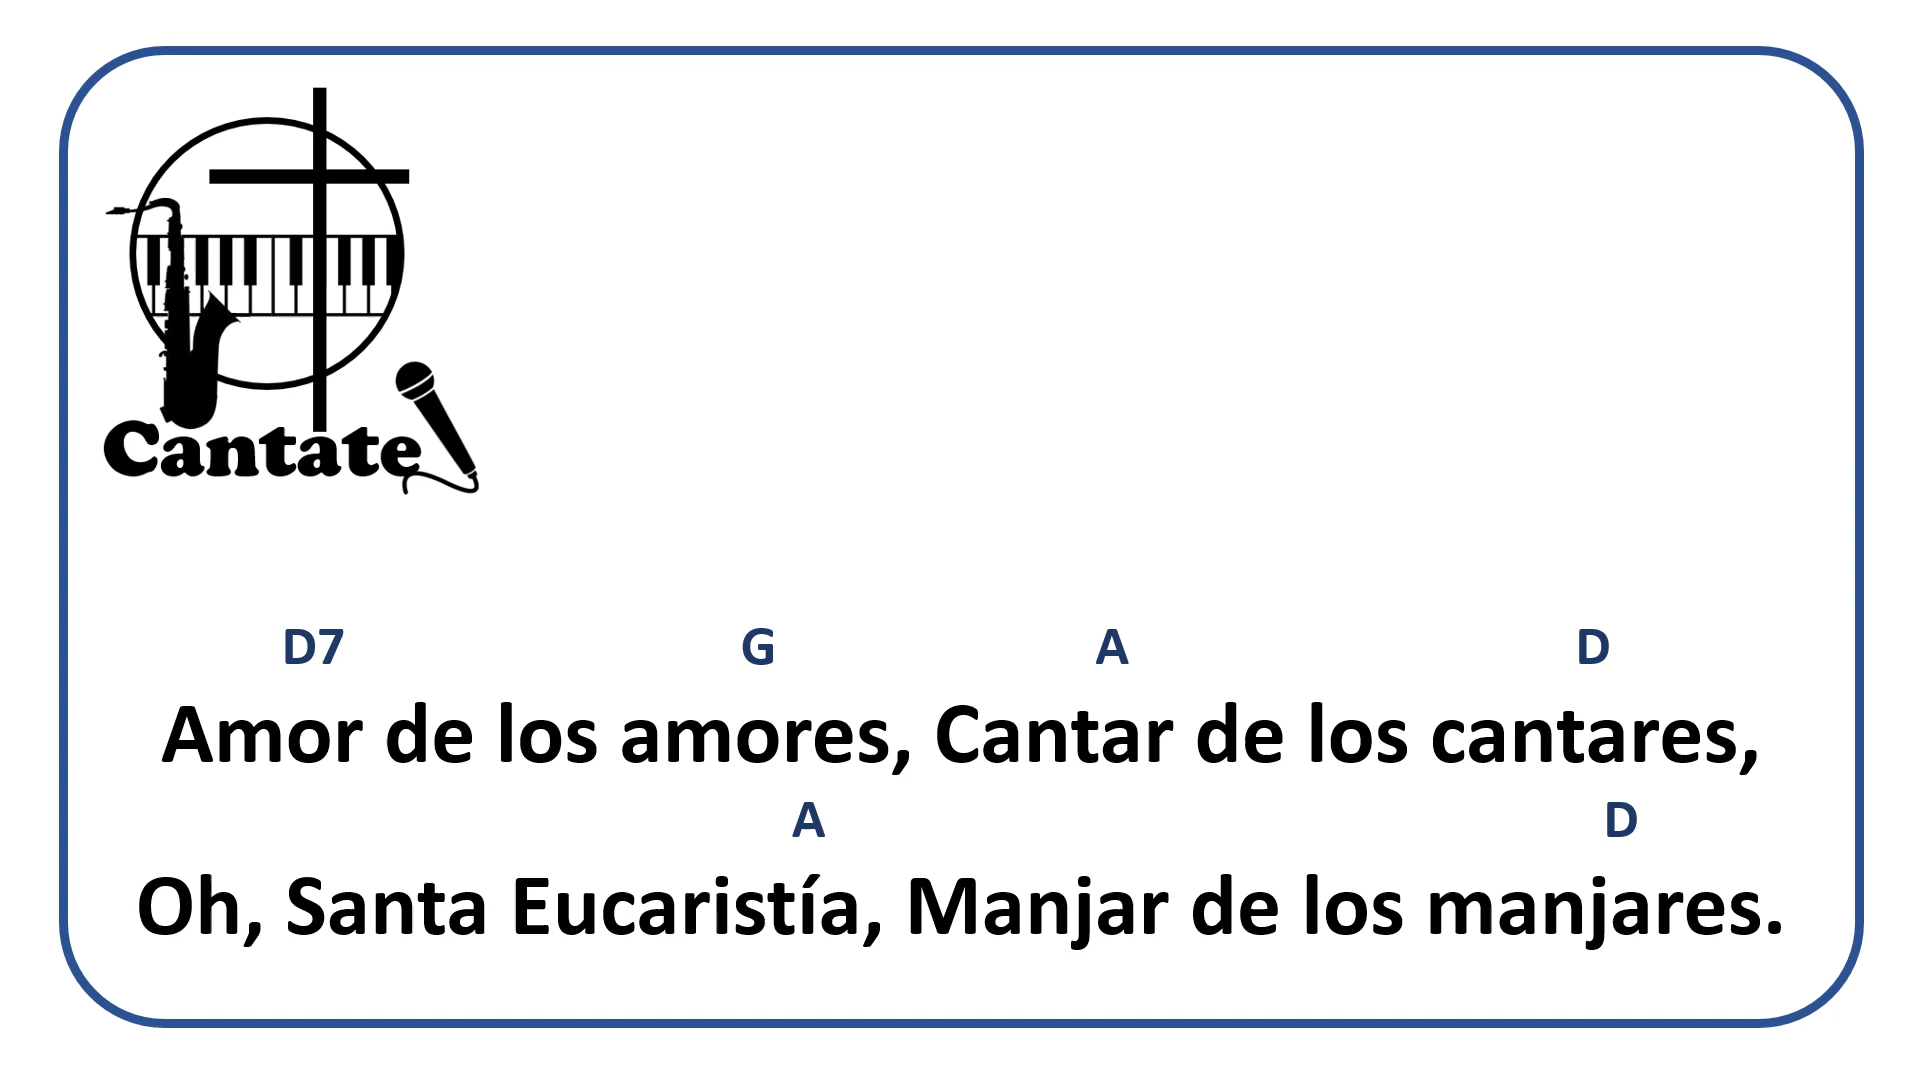 Cantate
D7 G A D
Amor de los amores, Cantar de los cantares,
A D
Oh, Santa Eucaristía, Manjar de los manjares.